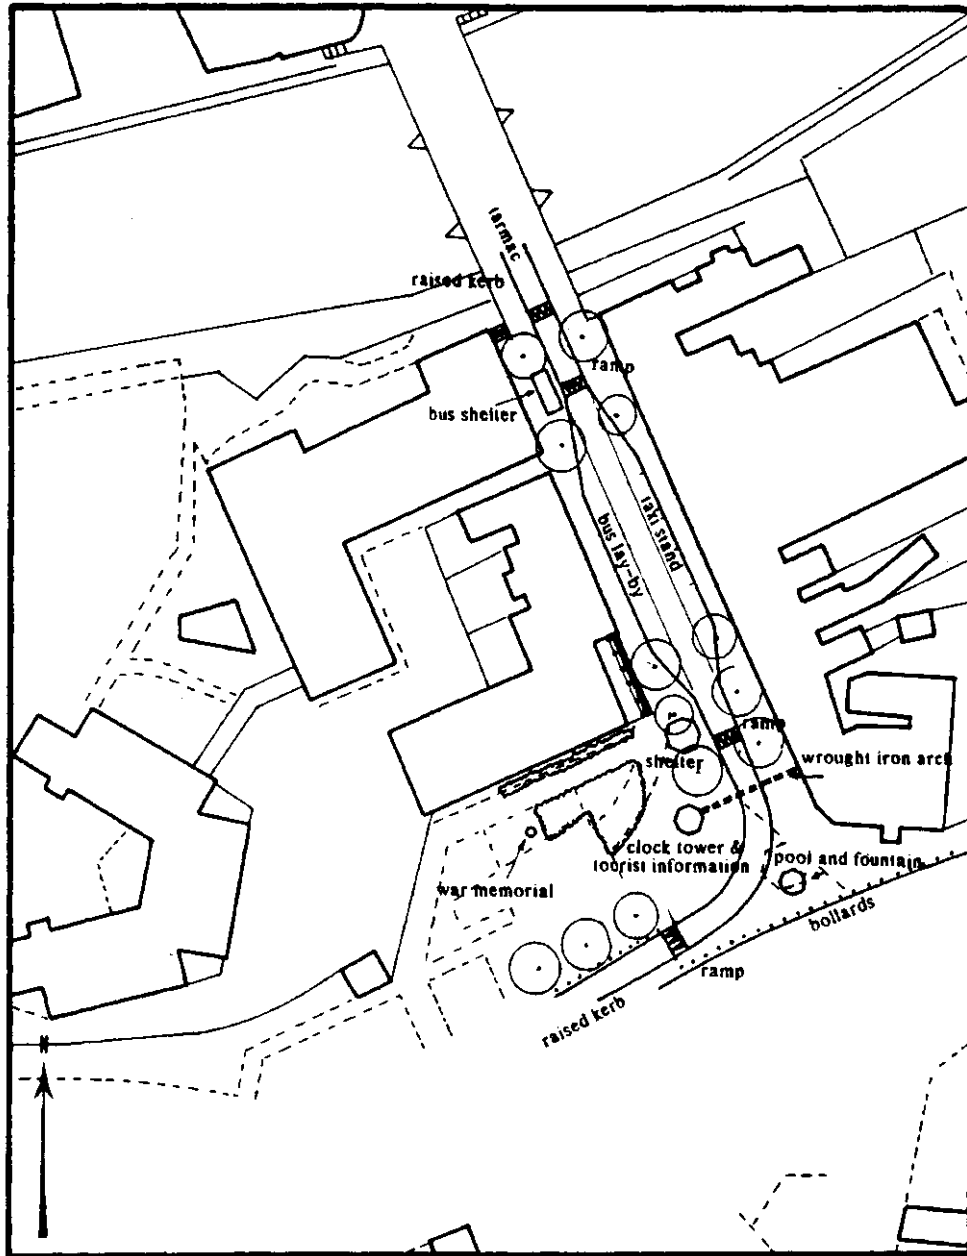 tarmac
raised kerb
ramp
bus shelter
taxi stand
bus lay-by
ramp
shelter
wrought iron arch
clock tower &
tourist information
pool and fountain
war memorial
bollards
ramp
raised kerb
N